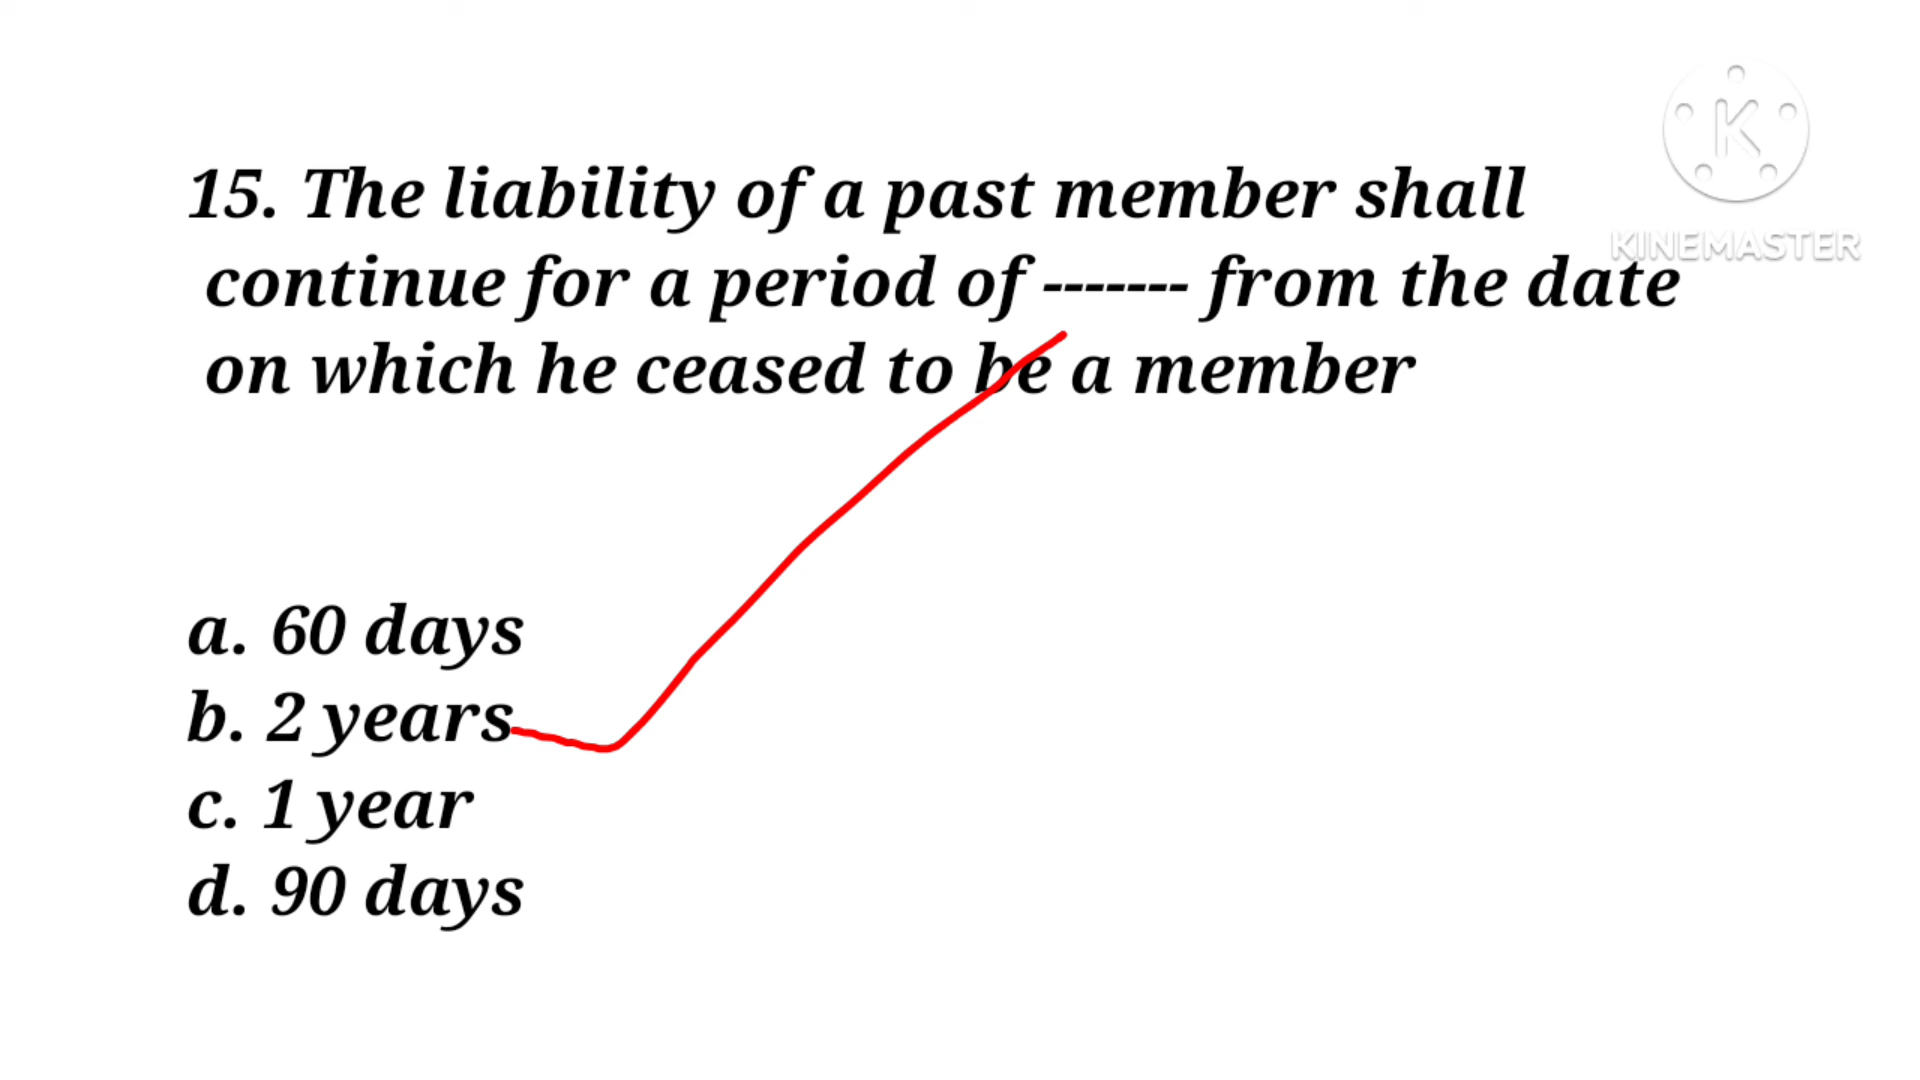 15. The liability of a past member shall
continue for a period of ------- from the date
on which he ceased to be a member
a. 60 days
b. 2 years
c. 1 year
d. 90 days
K
KINEMASTER